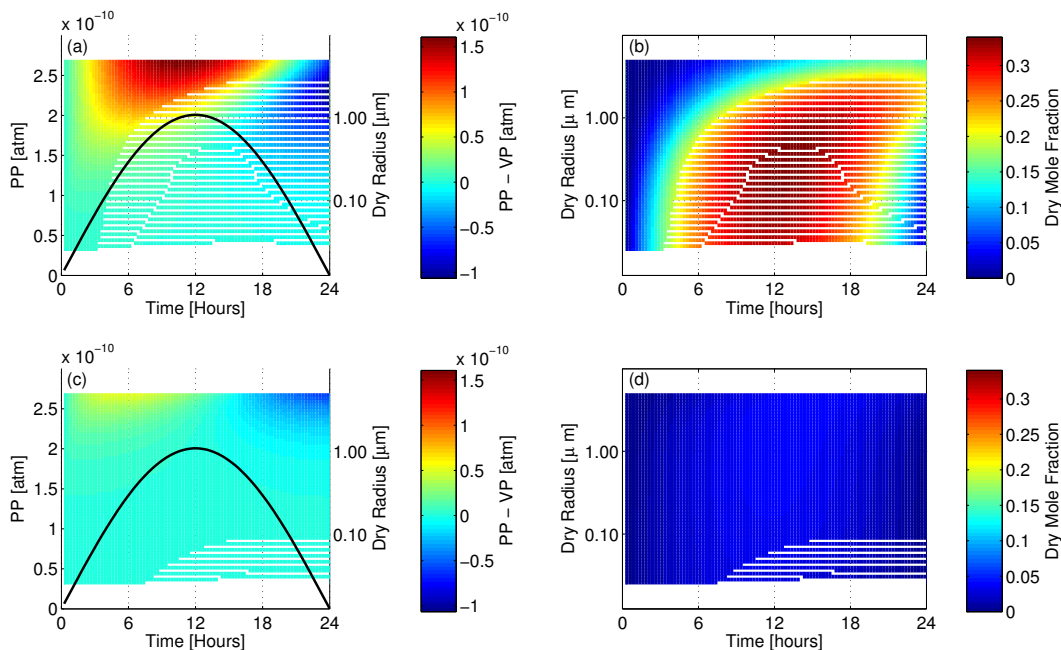 x 10⁻¹⁰
x 10⁻¹⁰
(a)
2.5
2
1.5
1
0.5
0
PP [atm]
0 6 12 18 24
Time [Hours]
1.00
0.10
Dry Radius [μm]
1.5
1
0.5
0
−0.5
−1
PP − VP [atm]
(b)
1.00
0.10
Dry Radius [μ m]
0 6 12 18 24
Time [hours]
0.3
0.25
0.2
0.15
0.1
0.05
0
Dry Mole Fraction
x 10⁻¹⁰
x 10⁻¹⁰
(c)
2.5
2
1.5
1
0.5
0
PP [atm]
0 6 12 18 24
Time [Hours]
1.00
0.10
Dry Radius [μm]
1.5
1
0.5
0
−0.5
−1
PP − VP [atm]
(d)
1.00
0.10
Dry Radius [μ m]
0 6 12 18 24
Time [hours]
0.3
0.25
0.2
0.15
0.1
0.05
0
Dry Mole Fraction